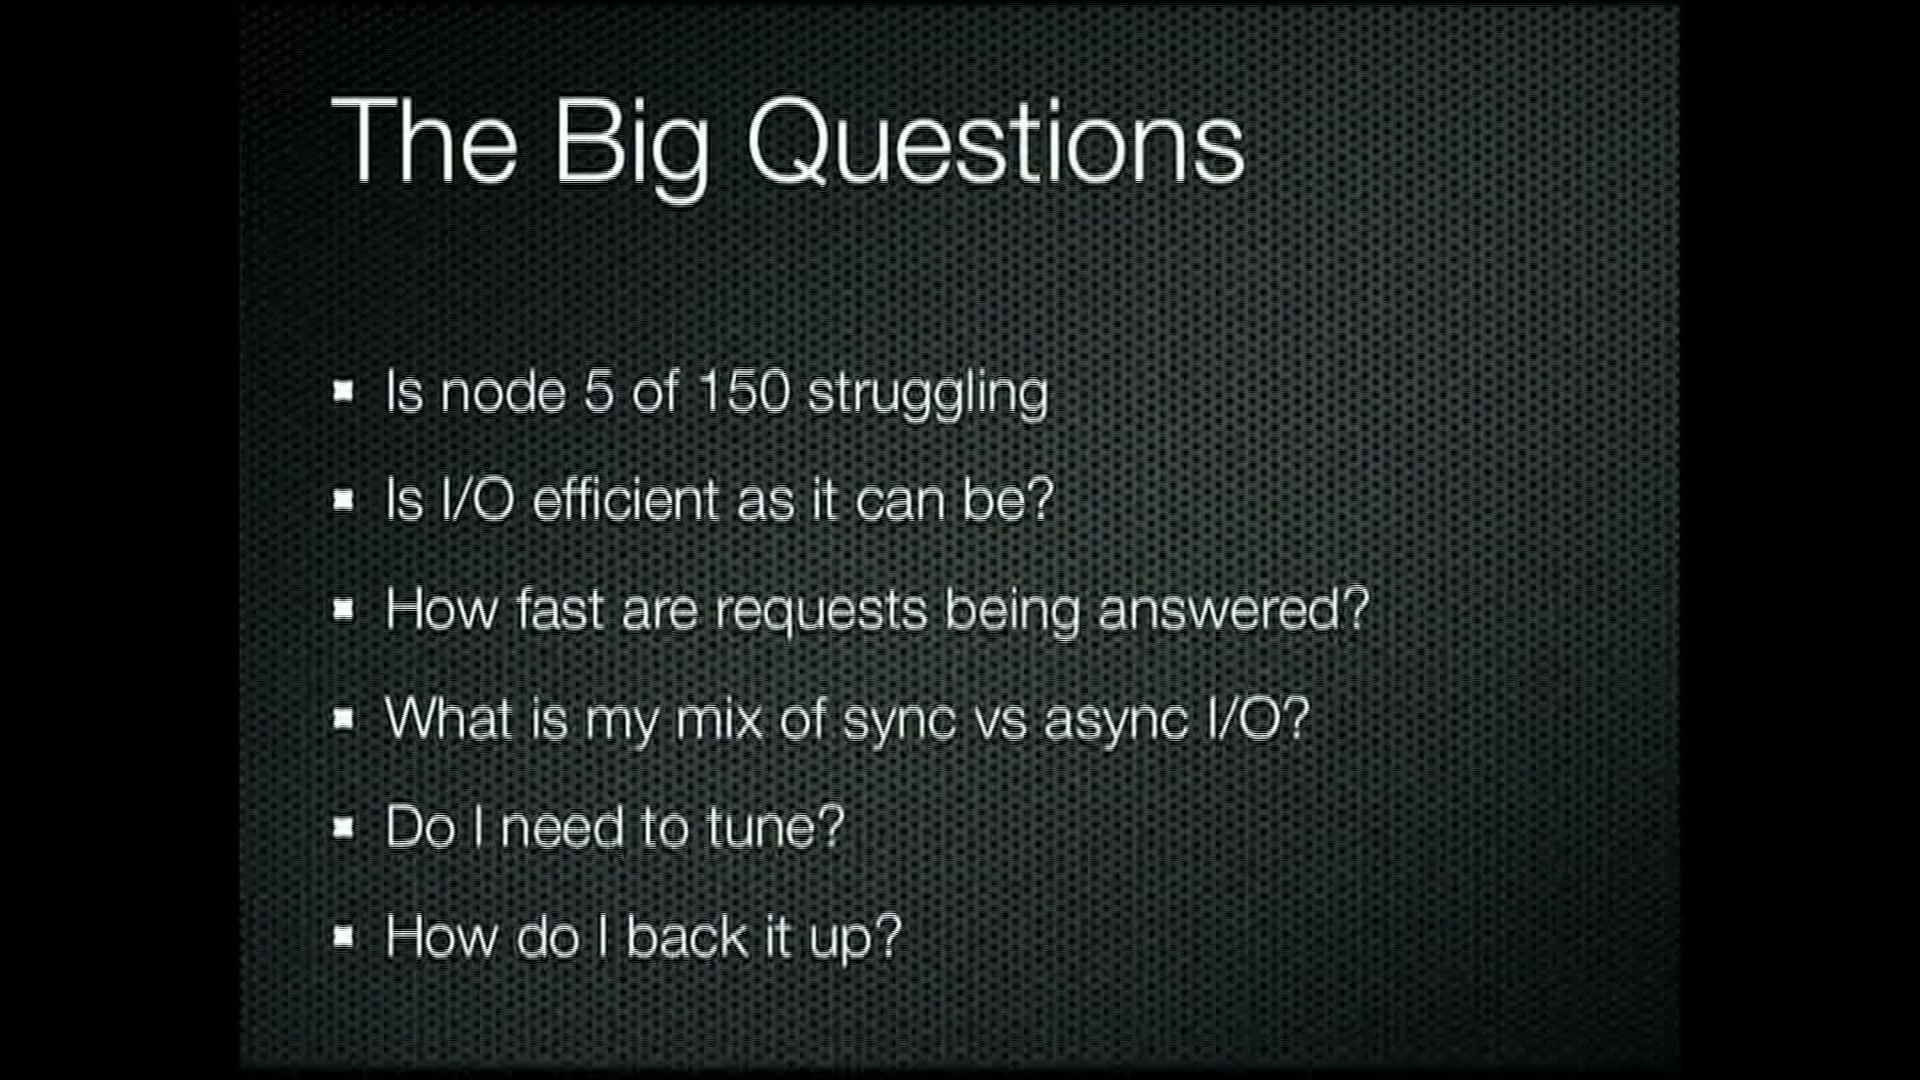 The Big Questions
Is node 5 of 150 struggling
Is I/O efficient as it can be?
How fast are requests being answered?
What is my mix of sync vs async I/O?
Do I need to tune?
How do I back it up?